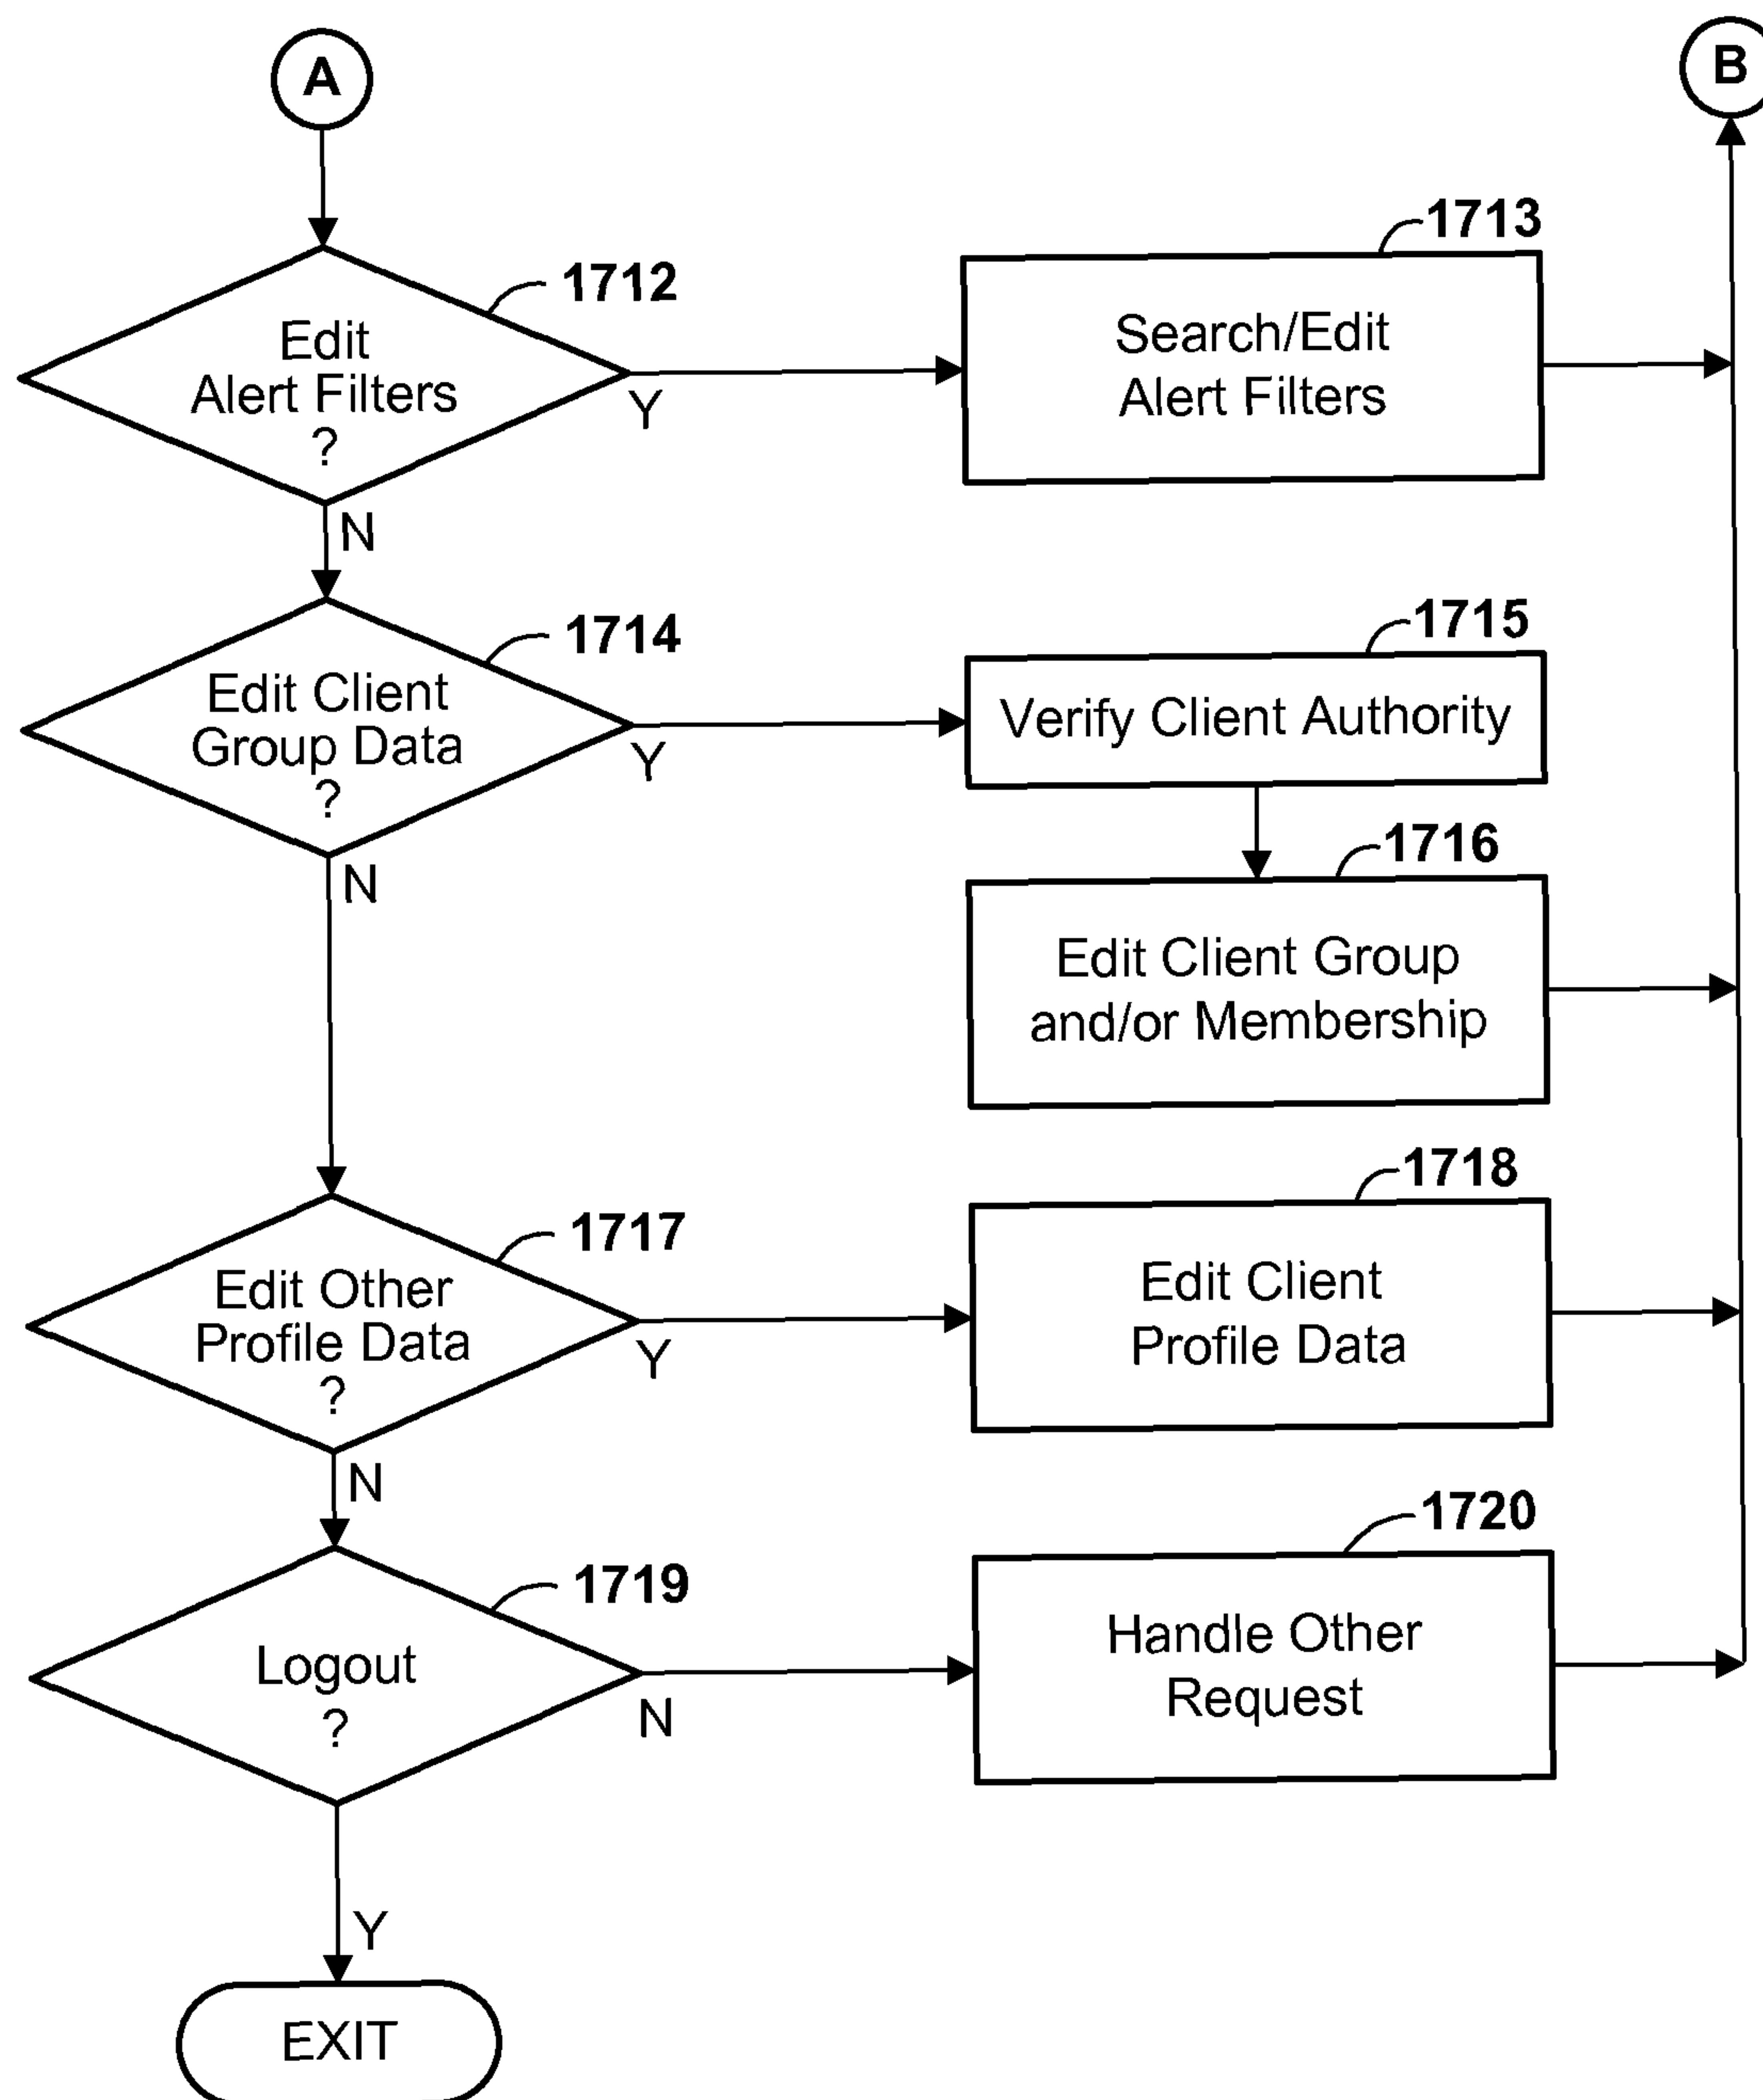 A
B
1712
Edit
Alert Filters
?
Y
N
1713
Search/Edit
Alert Filters
1714
Edit Client
Group Data
?
Y
N
1715
Verify Client Authority
1716
Edit Client Group
and/or Membership
1717
Edit Other
Profile Data
?
Y
N
1718
Edit Client
Profile Data
1719
Logout
?
N
Y
1720
Handle Other
Request
EXIT